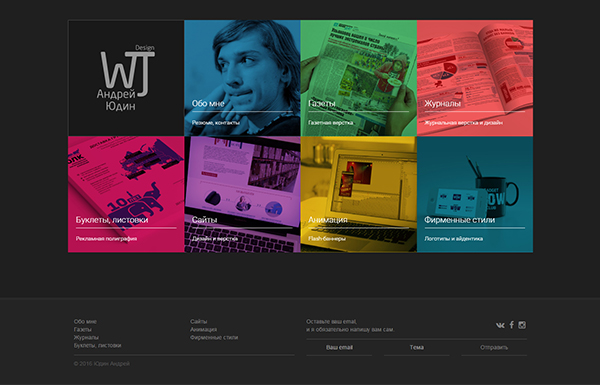 Design
WJ
Андрей
Юдин
Обо мне
Резюме, контакты
Газеты
Газетная верстка
Журналы
Журнальная верстка и дизайн
Буклеты, листовки
Рекламная полиграфия
Сайты
Дизайн и верстка
Анимация
Flash-баннеры
Фирменные стили
Логотипы и айдентика
Обо мне
Газеты
Журналы
Буклеты, листовки
Сайты
Анимация
Фирменные стили
Оставьте ваш email,
и я обязательно напишу вам сам
Ваш email
Тема
Отправить
© 2016 Юдин Андрей